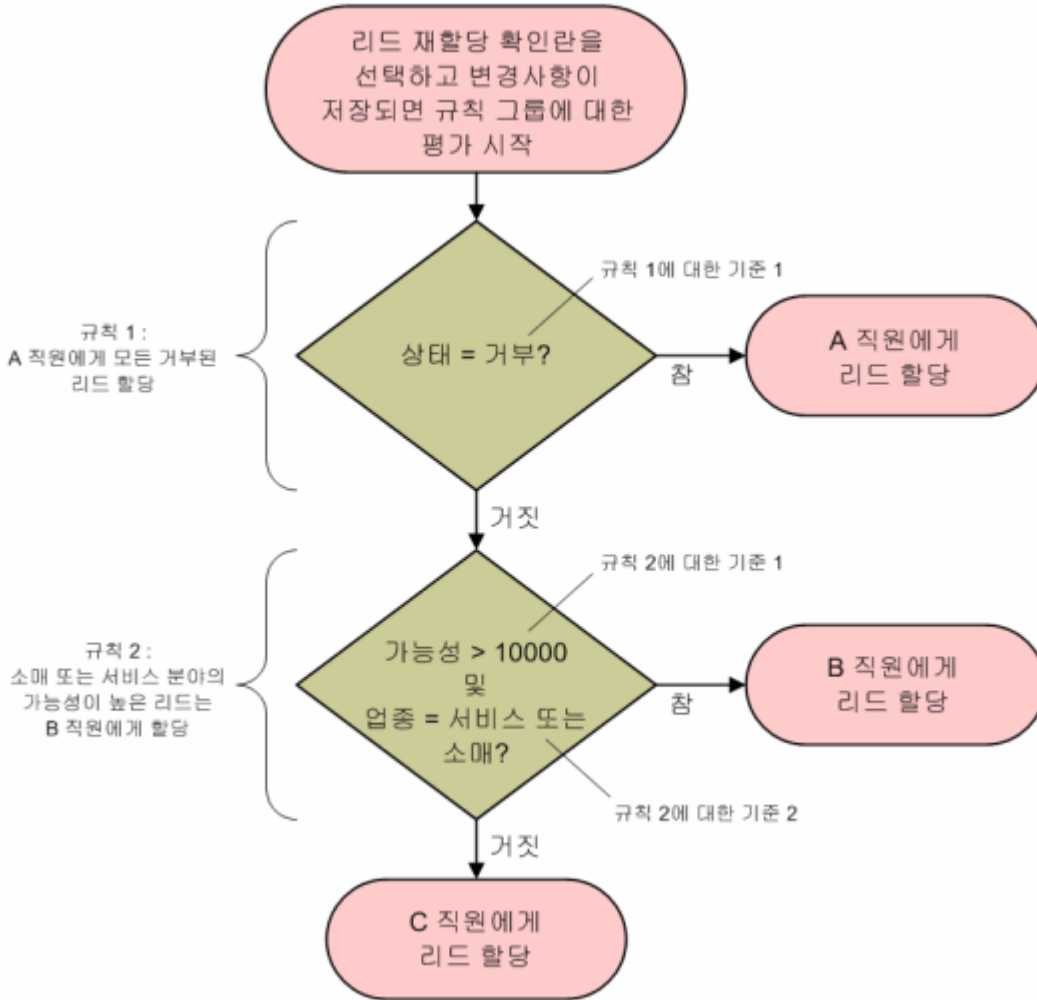 리드 재할당 확인란을
선택하고 변경사항이
저장되면 규칙 그룹에 대한
평가 시작
규칙 1에 대한 기준 1
규칙 1 :
A 직원에게 모든 거부된
리드 할당
상태 = 거부?
참
A 직원에게
리드 할당
거짓
규칙 2에 대한 기준 1
규칙 2 :
소매 또는 서비스 분야의
가능성이 높은 리드는
B 직원에게 할당
가능성 > 10000
및
업종 = 서비스 또는
소매?
참
B 직원에게
리드 할당
규칙 2에 대한 기준 2
거짓
C 직원에게
리드 할당